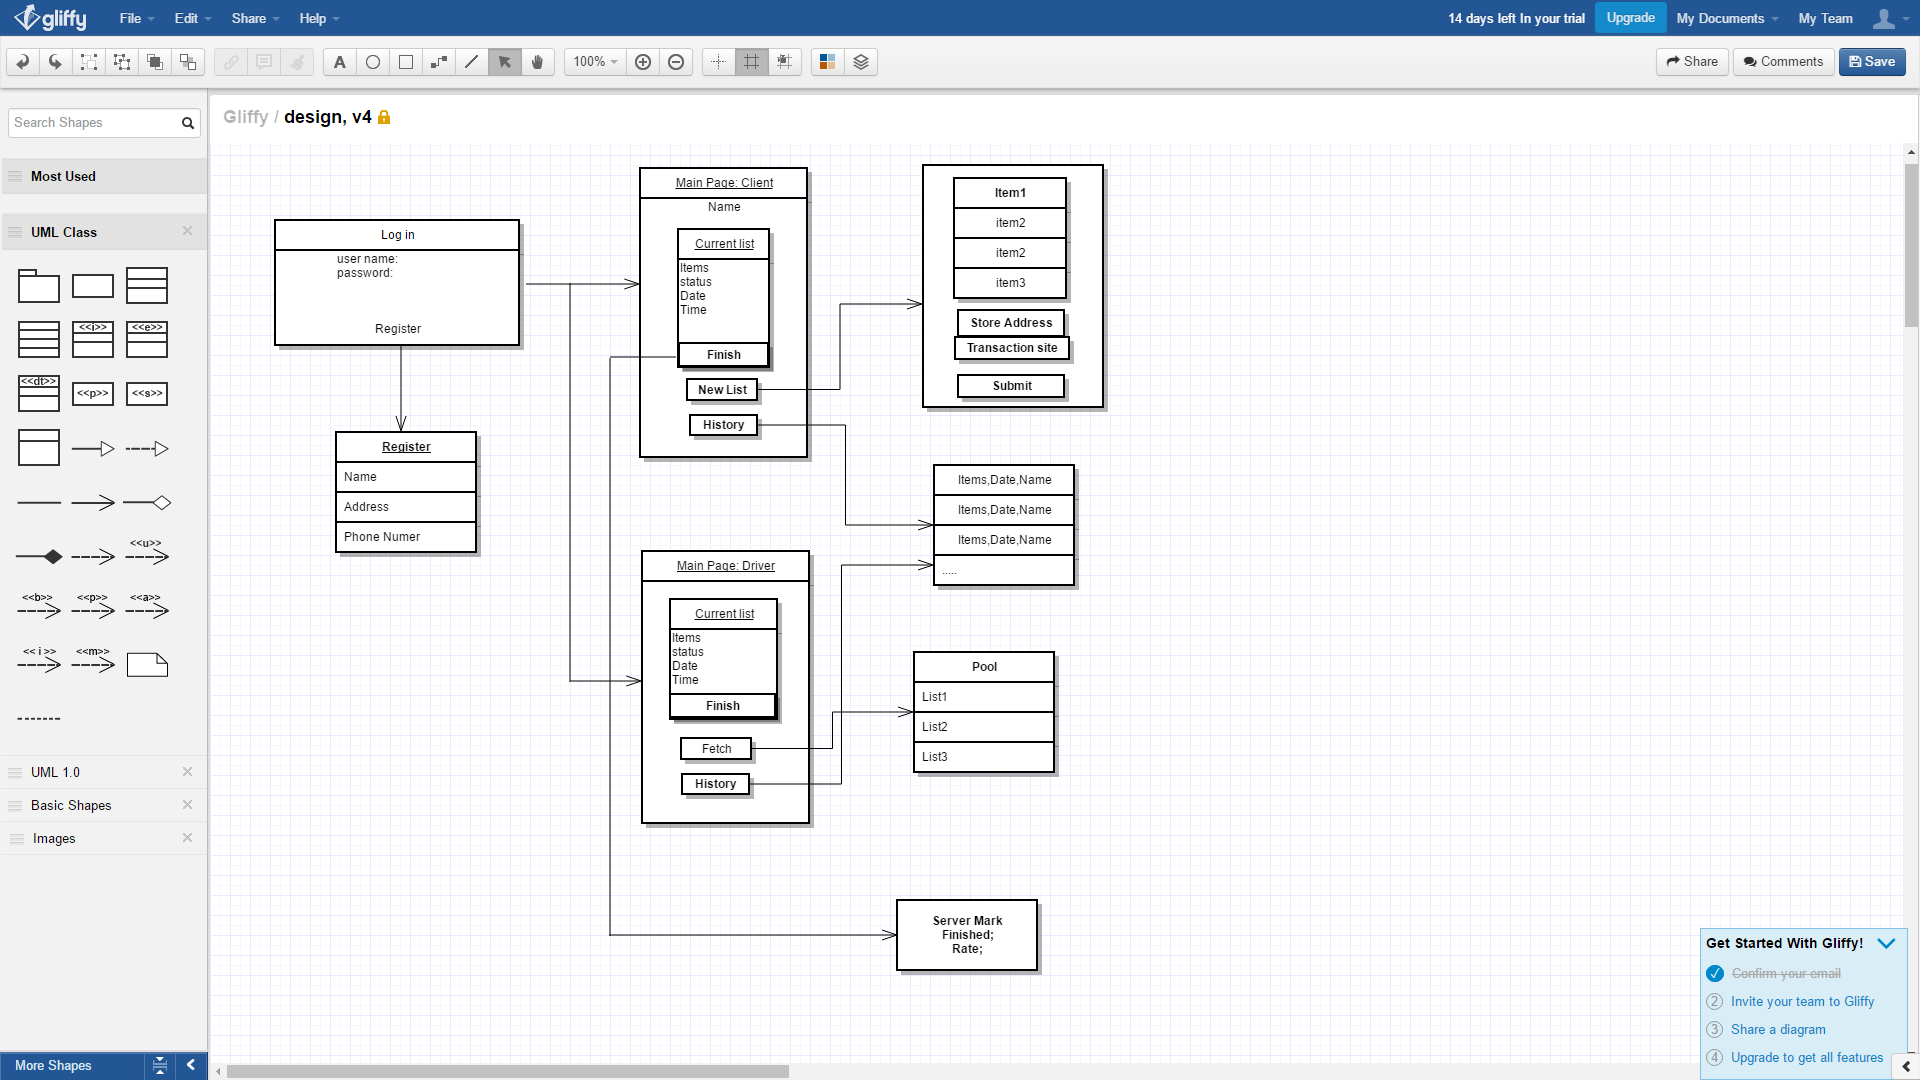 gliffy
File Edit Share Help
14 days left In your trial Upgrade My Documents My Team
A 100% Share Comments Save
Search Shapes
Gliffy / design, v4
Most Used
UML Class
<<i>> <<e>>
<<dt>> <<p>> <<s>>
<<u>>
<<b>> <<p>> <<a>>
<< i >> <<m>>
UML 1.0
Basic Shapes
Images
More Shapes
Log in
user name:
password:
Register
Register
Name
Address
Phone Numer
Main Page: Client
Name
Current list
Items
status
Date
Time
Finish
New List
History
Item1
item2
item2
item3
Store Address
Transaction site
Submit
Items,Date,Name
Items,Date,Name
Items,Date,Name
.....
Main Page: Driver
Current list
Items
status
Date
Time
Finish
Fetch
History
Pool
List1
List2
List3
Server Mark
Finished;
Rate;
Get Started With Gliffy!
Confirm your email
2 Invite your team to Gliffy
3 Share a diagram
4 Upgrade to get all features